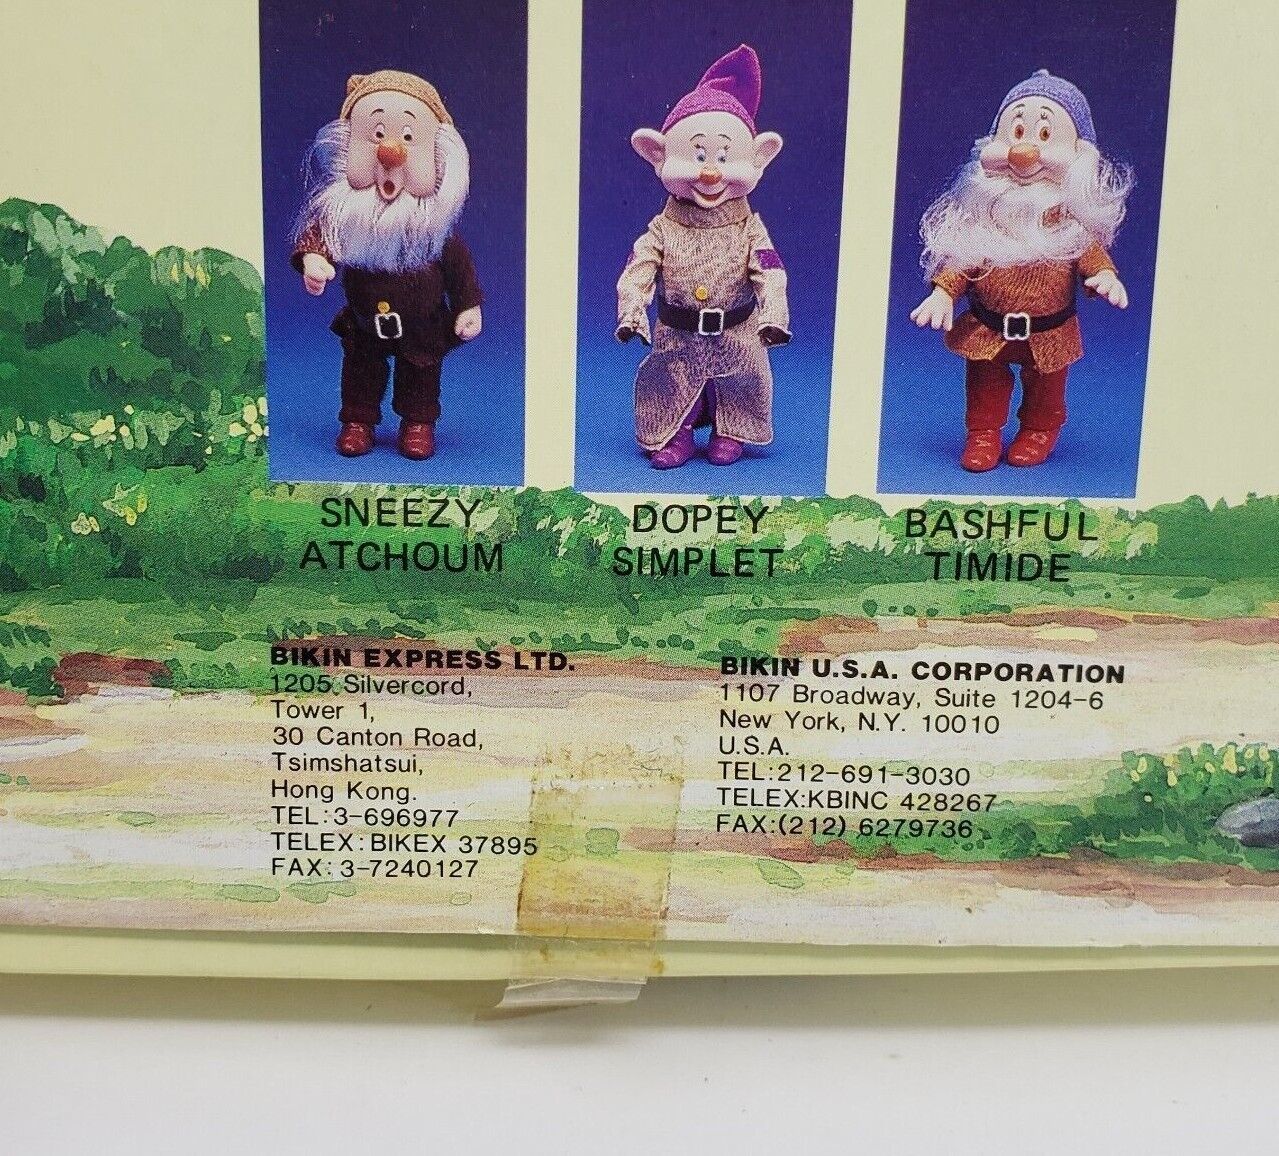 SNEEZY
ATCHOUM
DOPEY
SIMPLET
BASHFUL
TIMIDE
BIKIN EXPRESS LTD.
1205 Silvercord,
Tower 1,
30 Canton Road,
Tsimshatsui,
Hong Kong.
TEL: 3-696977
TELEX: BIKEX 37895
FAX: 3-7240127
BIKIN U.S.A. CORPORATION
1107 Broadway, Suite 1204-6
New York, N.Y. 10010
U.S.A.
TEL:212-691-3030
TELEX:KBINC 428267
FAX:(212) 6279736